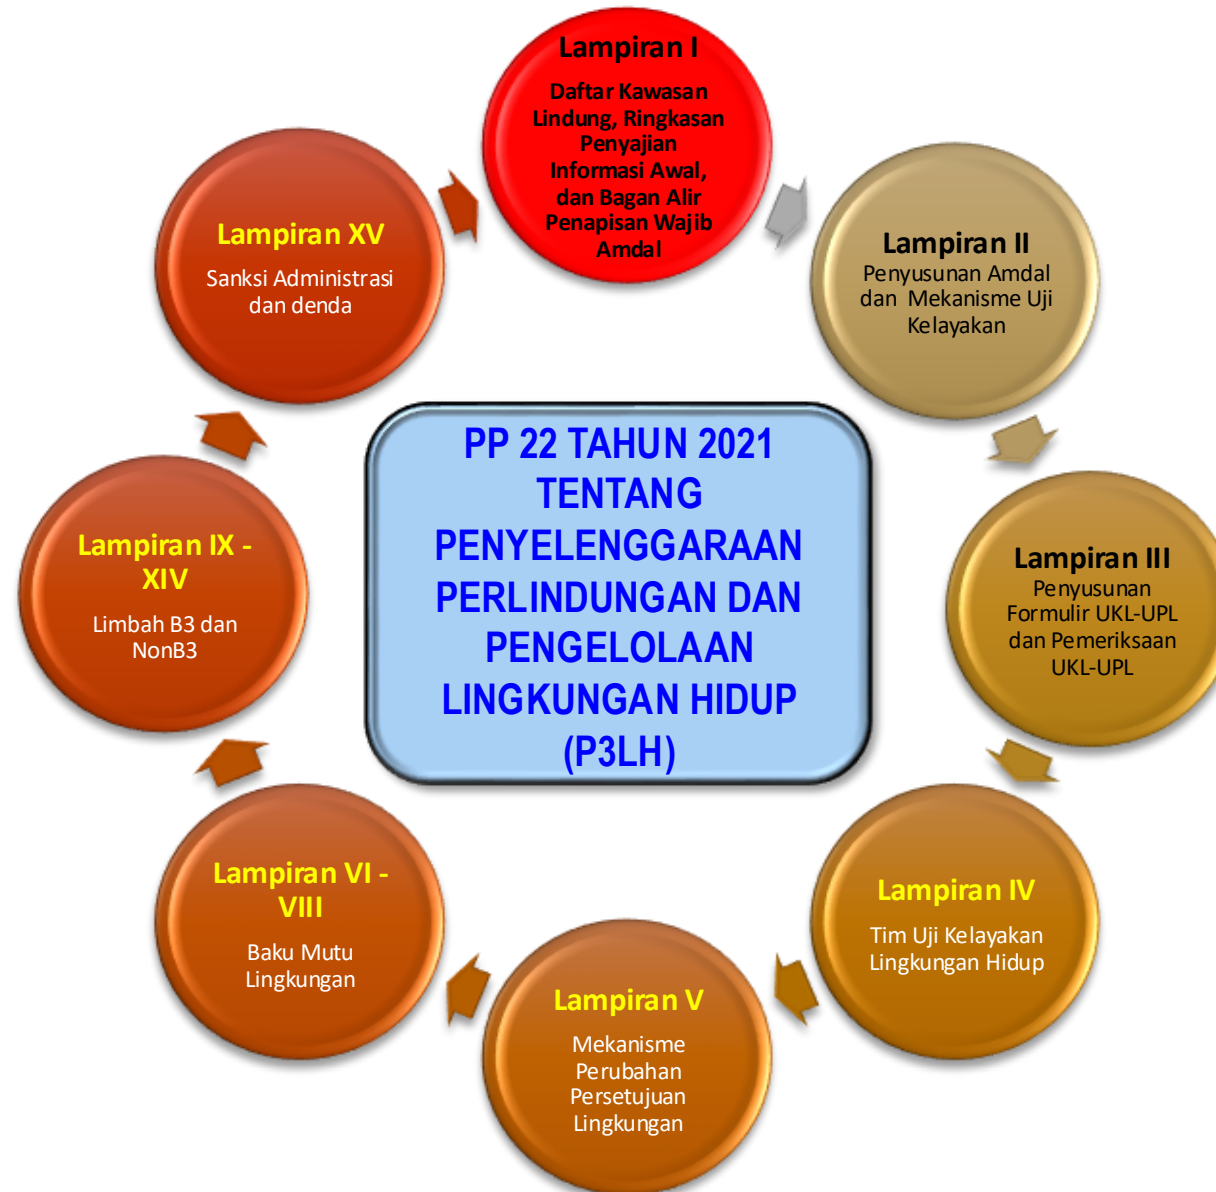 Lampiran I
Daftar Kawasan
Lindung, Ringkasan
Penyajian
Informasi Awal,
dan Bagan Alir
Penapisan Wajib
Amdal
Lampiran II
Penyusunan Amdal
dan Mekanisme Uji
Kelayakan
Lampiran III
Penyusunan
Formulir UKL-UPL
dan Pemeriksaan
UKL-UPL
Lampiran IV
Tim Uji Kelayakan
Lingkungan Hidup
Lampiran V
Mekanisme
Perubahan
Persetujuan
Lingkungan
Lampiran VI -
VIII
Baku Mutu
Lingkungan
Lampiran IX -
XIV
Limbah B3 dan
NonB3
Lampiran XV
Sanksi Administrasi
dan denda
PP 22 TAHUN 2021
TENTANG
PENYELENGGARAAN
PERLINDUNGAN DAN
PENGELOLAAN
LINGKUNGAN HIDUP
(P3LH)